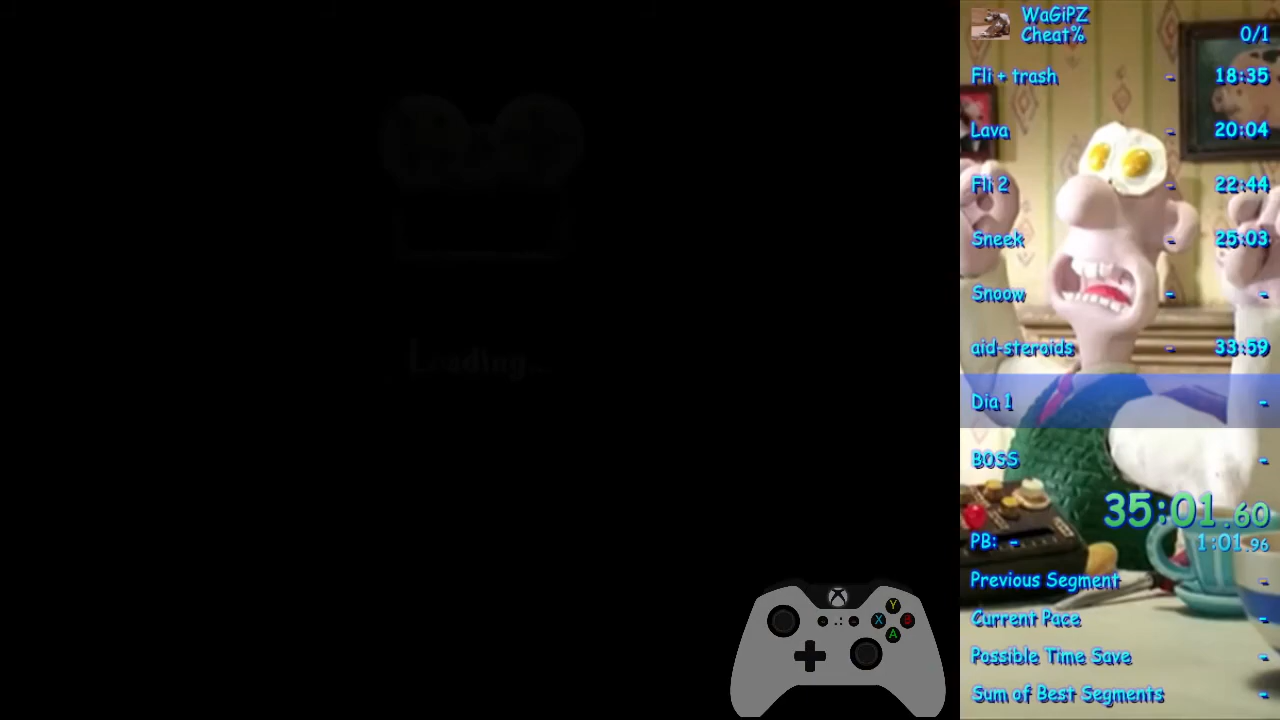 WaGiPZ
Cheat% 0/1
Fli + trash - 18:35
Lava - 20:04
Fli 2 - 22:44
Sneek - 25:03
Snoow - -
aid-steroids - 33:59
Dia 1 -
BOSS -
35:01.60
PB: - 1:01.96
Previous Segment -
Current Pace -
Possible Time Save -
Sum of Best Segments -
Loading...
Y
X B
A